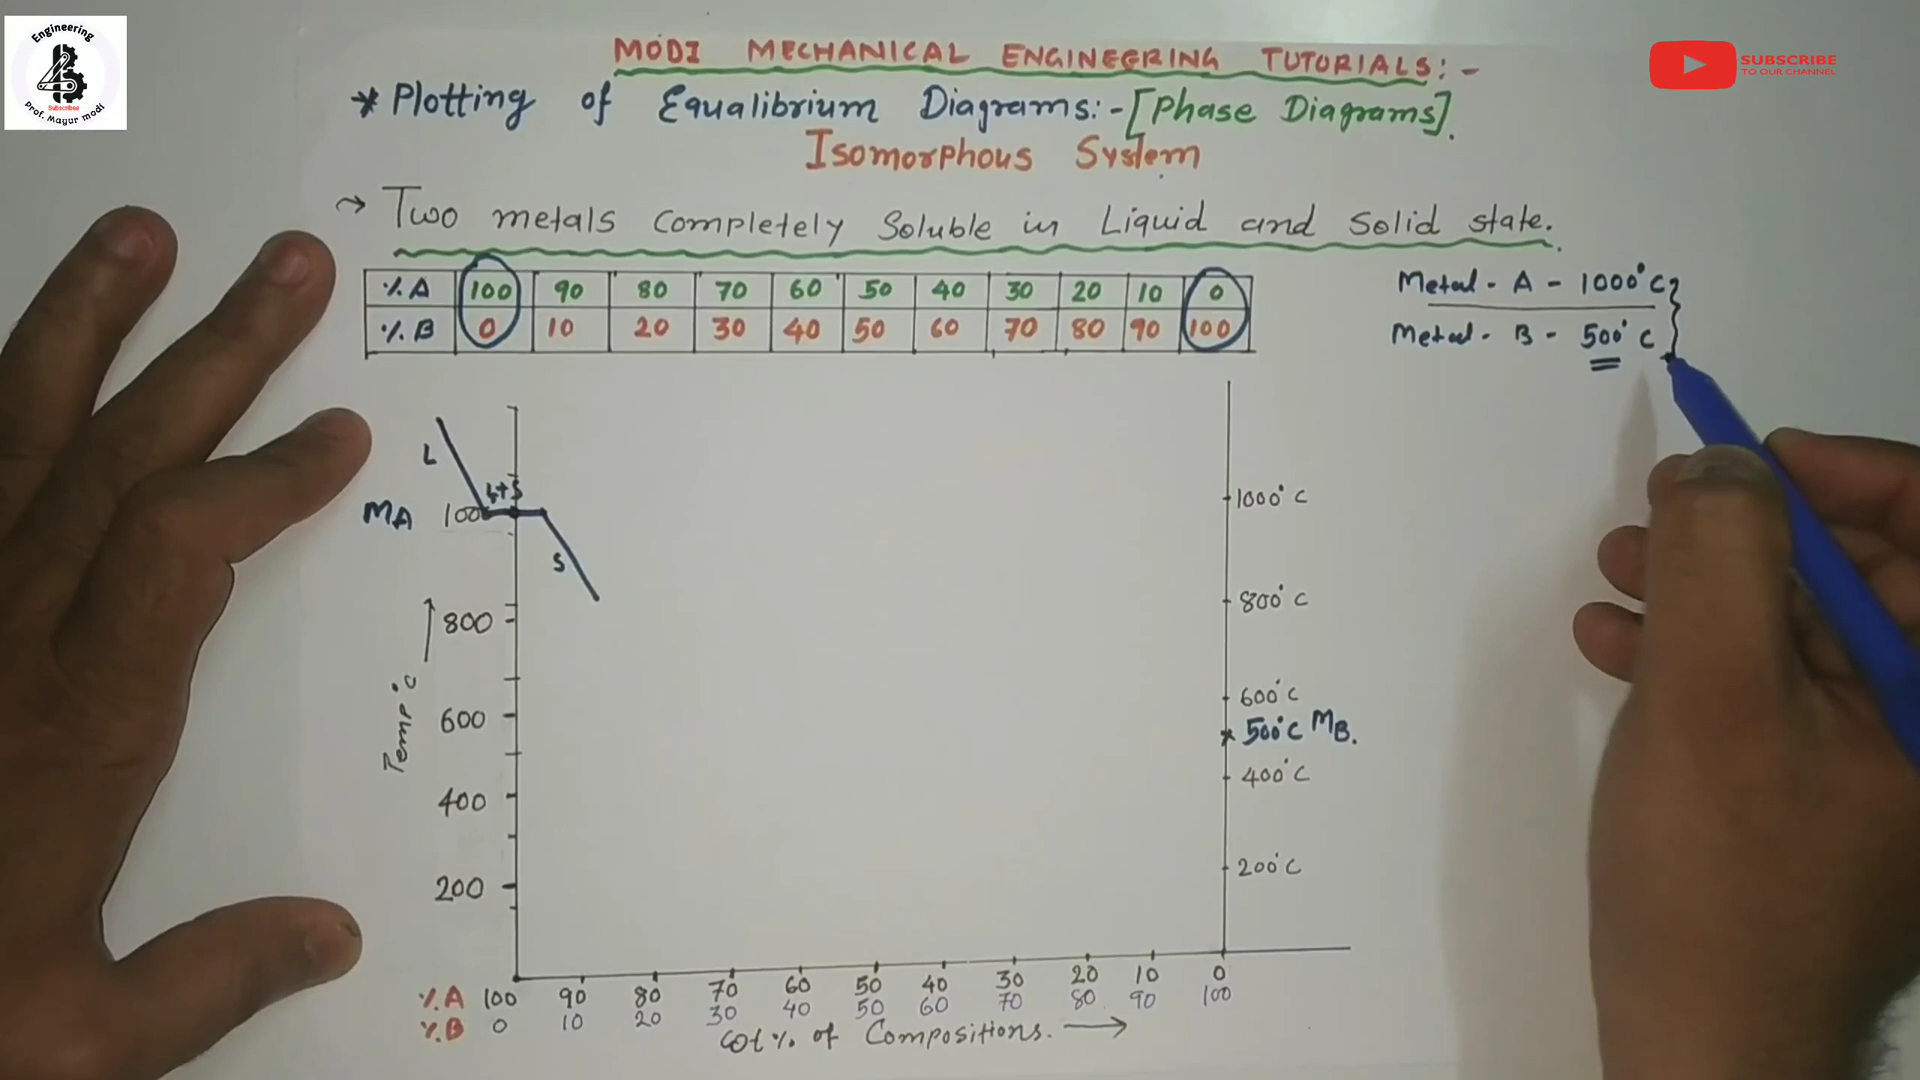 Engineering
Subscribe
Prof. Mayur modi
SUBSCRIBE
TO OUR CHANNEL
MODI MECHANICAL ENGINEERING TUTORIALS:-
* Plotting of Equalibrium Diagrams:-[Phase Diagrams].
Isomorphous System
→ Two metals Completely Soluble in Liquid and Solid state.
%A 100 90 80 70 60 50 40 30 20 10 0
%B 0 10 20 30 40 50 60 70 80 90 100
Metal - A - 1000°C
Metal - B - 500°C
L
L+S
MA 1000
S
800
600
400
200
Temp°C
1000°C
800°C
600°C
500°C MB.
400°C
200°C
%A 100 90 80 70 60 50 40 30 20 10 0
%B 0 10 20 30 40 50 60 70 80 90 100
wt% of Compositions. →